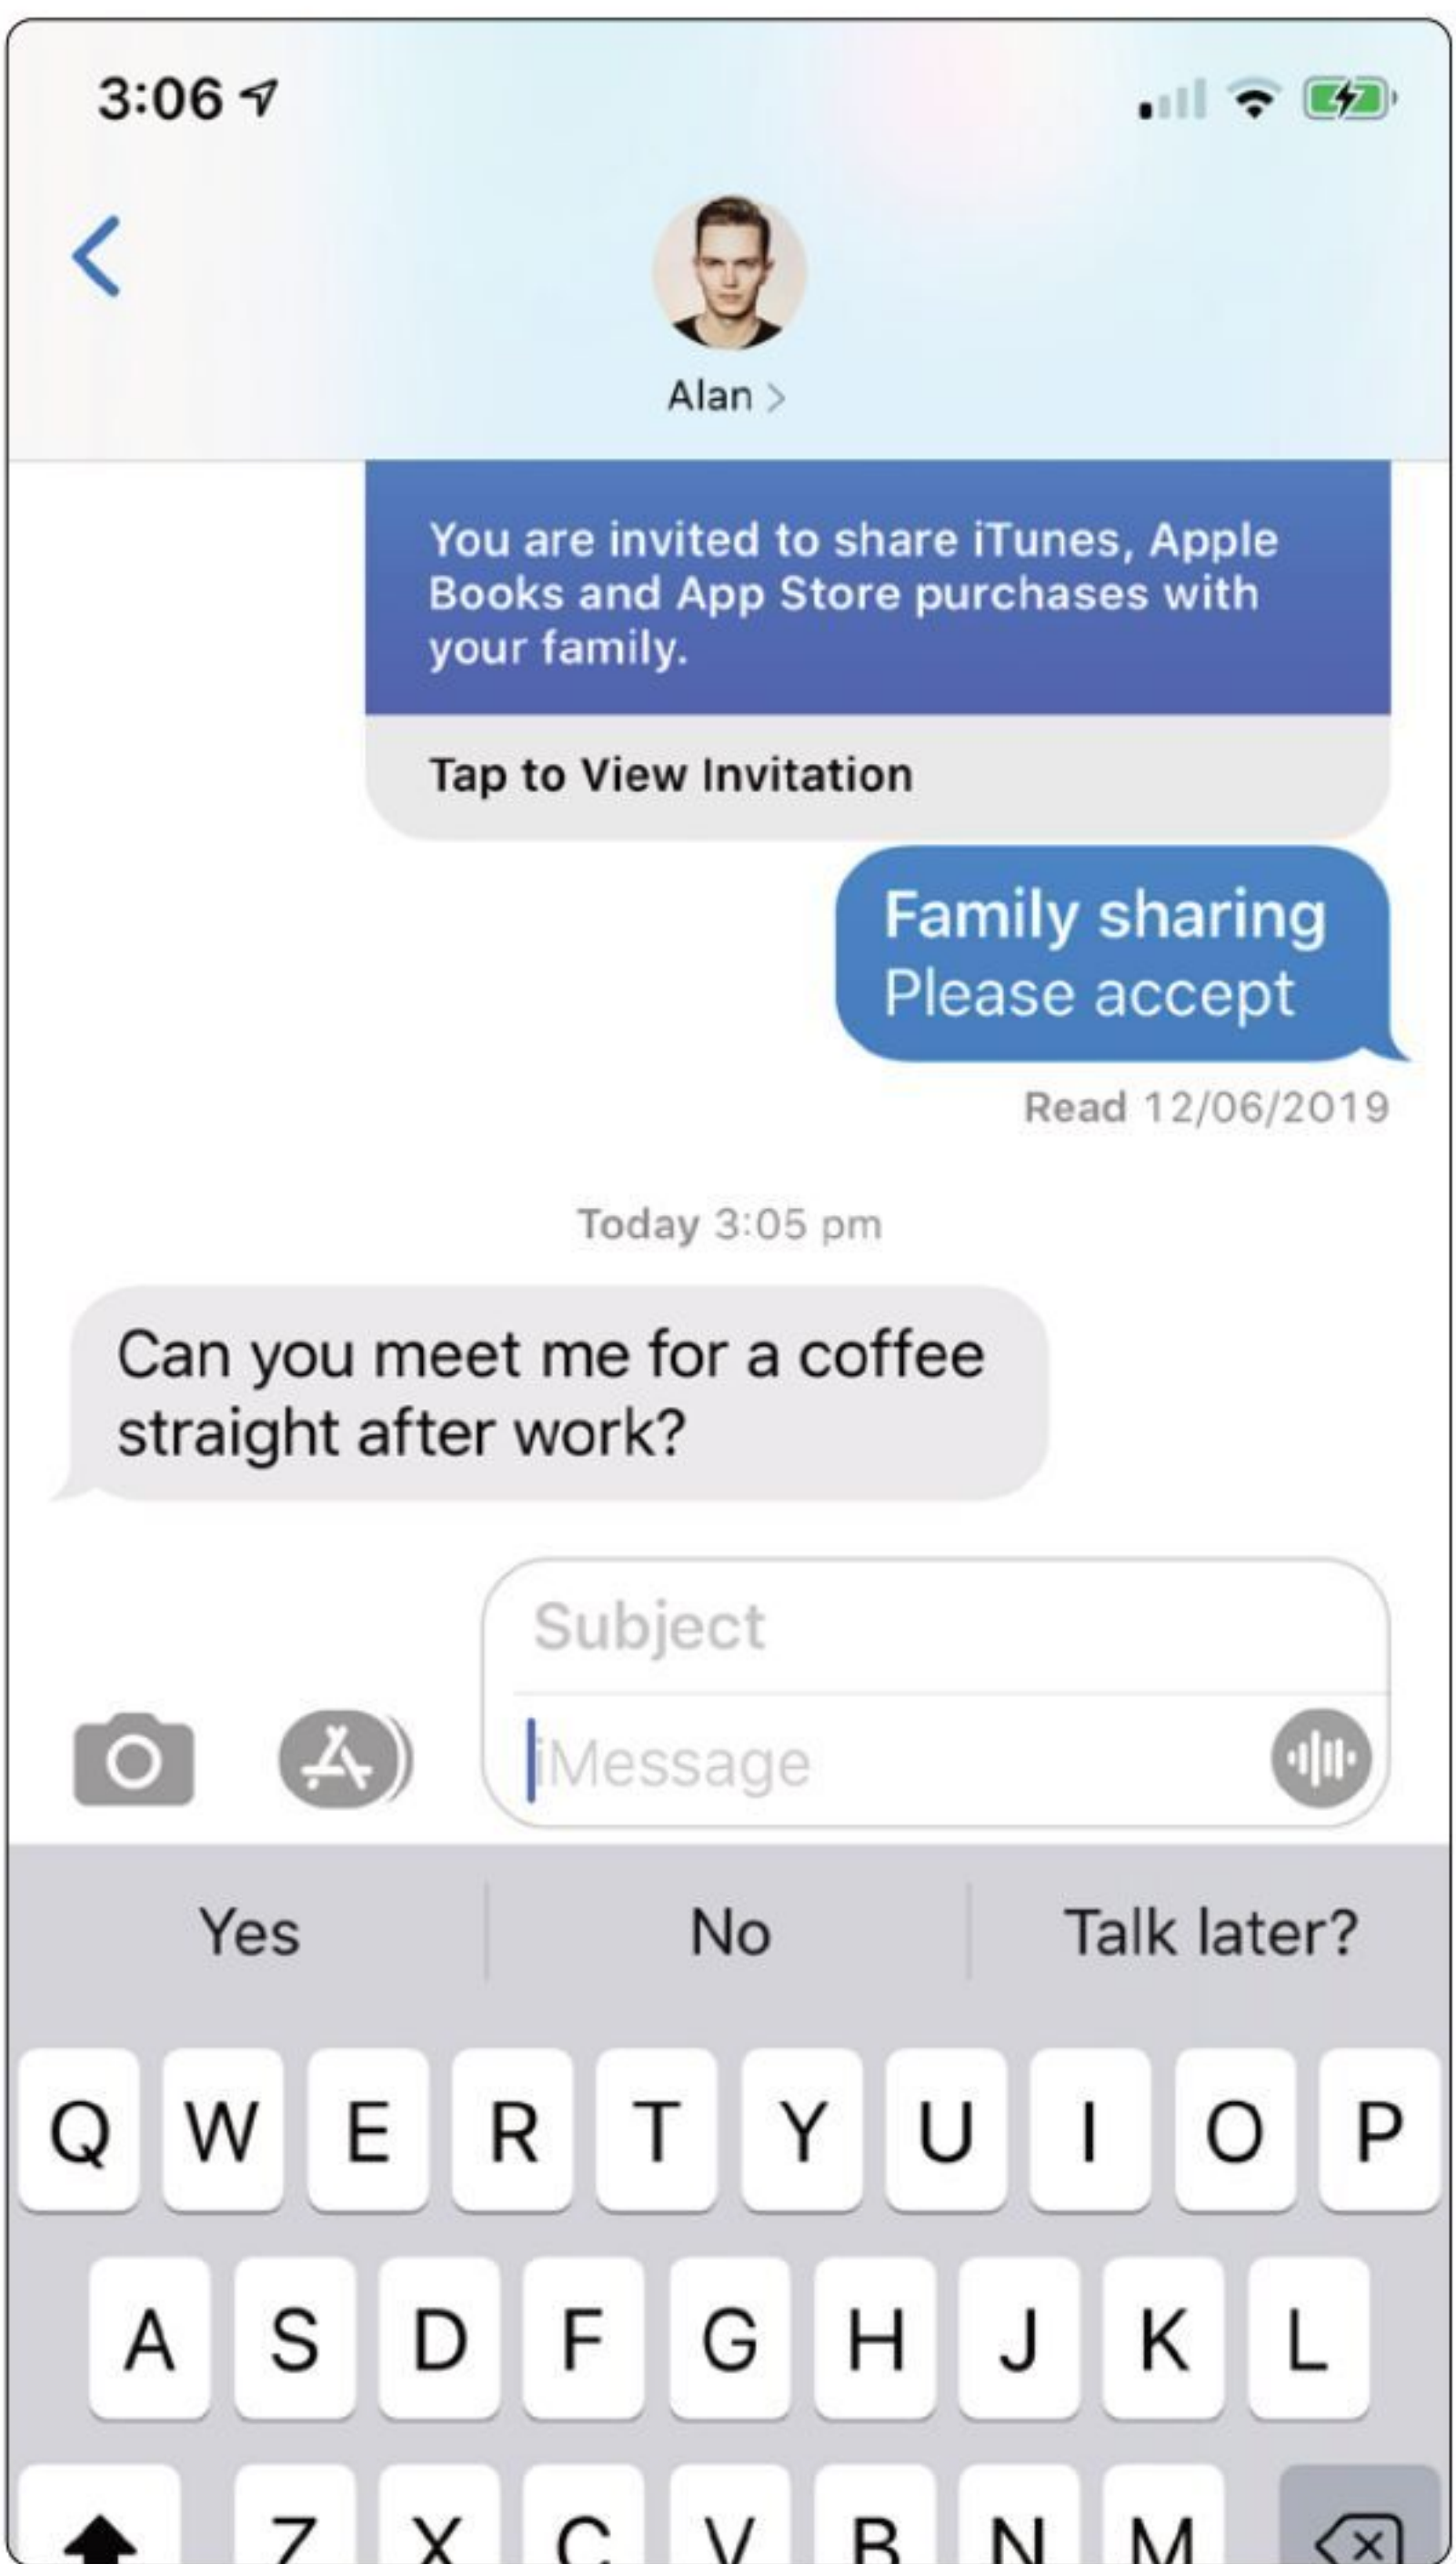 3:06
Alan >
You are invited to share iTunes, Apple
Books and App Store purchases with
your family.
Tap to View Invitation
Family sharing
Please accept
Read 12/06/2019
Today 3:05 pm
Can you meet me for a coffee
straight after work?
Subject
iMessage
Yes No Talk later?
Q W E R T Y U I O P
A S D F G H J K L
Z X C V B N M